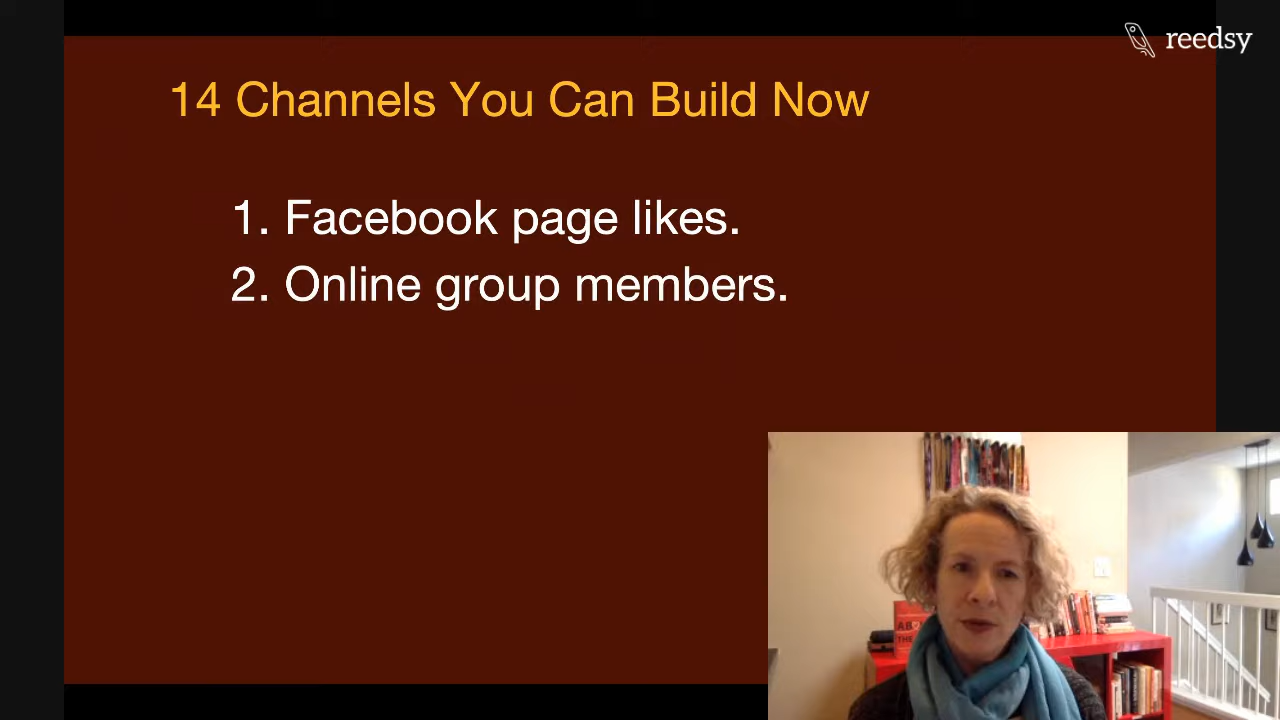 reedsy
14 Channels You Can Build Now
1. Facebook page likes.
2. Online group members.